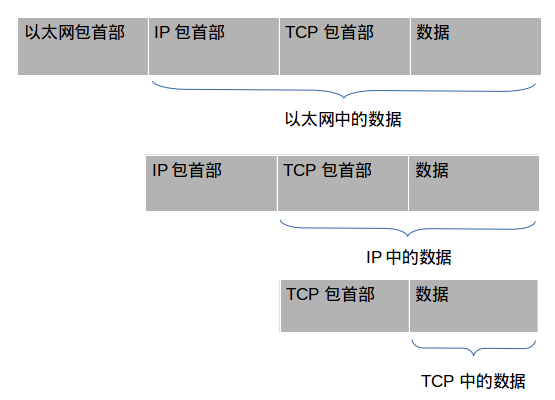 以太网包首部 IP 包首部 TCP 包首部 数据
以太网中的数据
IP 包首部 TCP 包首部 数据
IP 中的数据
TCP 包首部 数据
TCP 中的数据